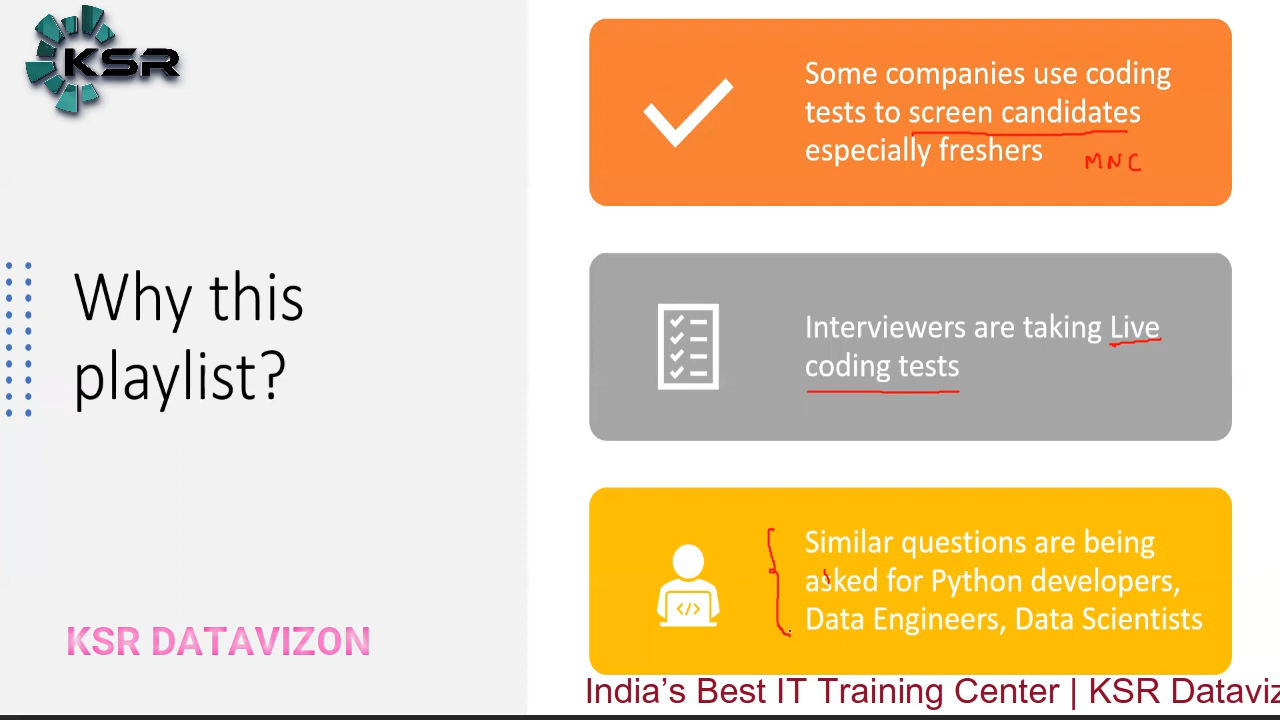 KSR
Why this
playlist?
KSR DATAVIZON
Some companies use coding
tests to screen candidates
especially freshers
MNC
Interviewers are taking Live
coding tests
</>
Similar questions are being
asked for Python developers,
Data Engineers, Data Scientists
India’s Best IT Training Center | KSR Dataviz